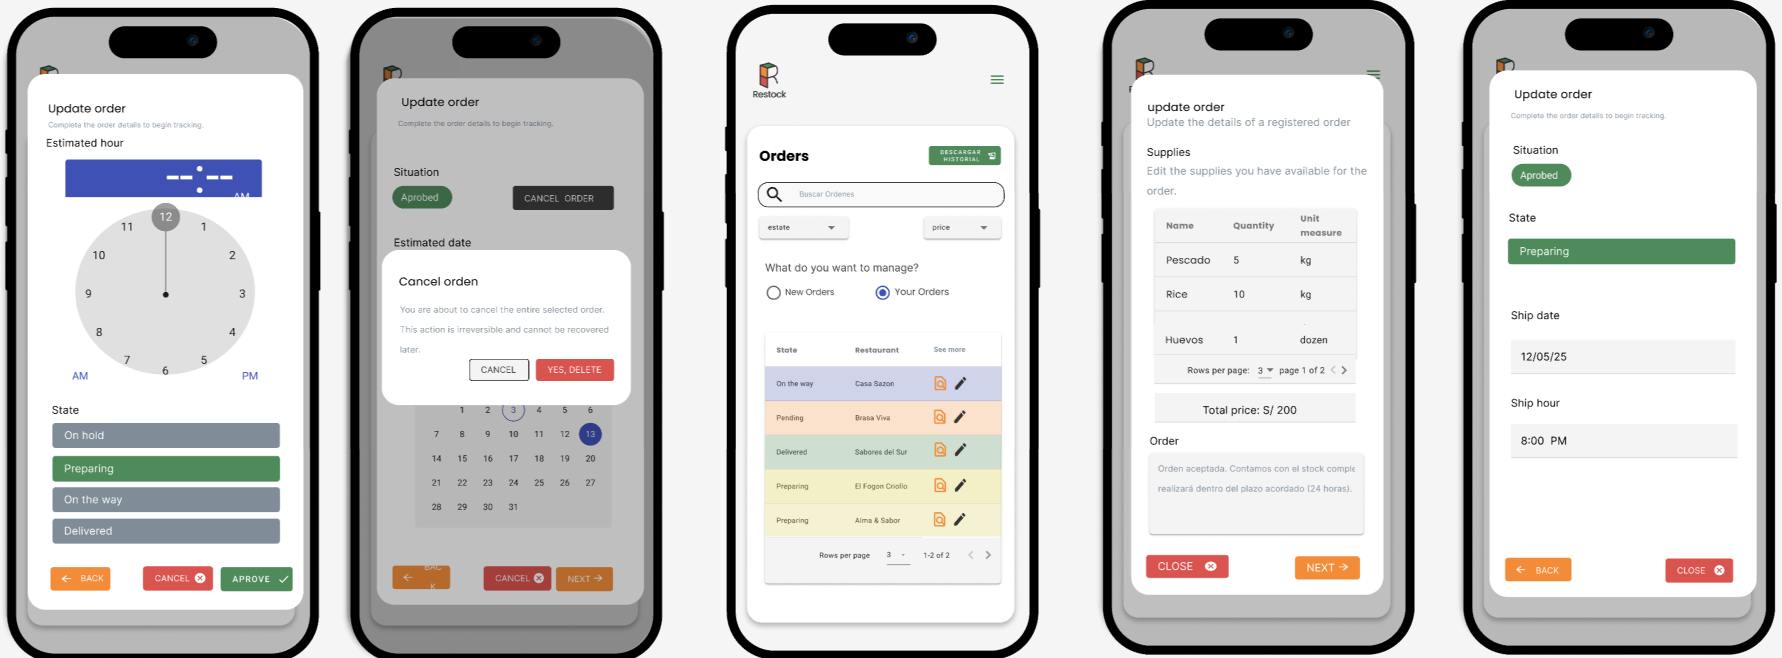 Update order
Complete the order details to begin tracking.
Estimated hour
--:--
AM
12
11 1
10 2
9 3
8 4
7 5
6
AM PM
State
On hold
Preparing
On the way
Delivered
← BACK CANCEL APROVE
Update order
Complete the order details to begin tracking.
Situation
Aprobed CANCEL ORDER
Estimated date
Cancel orden
You are about to cancel the entire selected order.
This action is irreversible and cannot be recovered
later.
CANCEL YES, DELETE
1 2 3 4 5 6
7 8 9 10 11 12 13
14 15 16 17 18 19 20
21 22 23 24 25 26 27
28 29 30 31
← BACK CANCEL NEXT →
Restock
Orders
DESCARGAR
HISTORIAL
Buscar Ordenes
estate price
What do you want to manage?
New Orders Your Orders
State Restaurant See more
On the way Casa Sazon
Pending Brasa Viva
Delivered Sabores del Sur
Preparing El Fogon Criollo
Preparing Alma & Sabor
Rows per page 3 1-2 of 2 < >
update order
Update the details of a registered order
Supplies
Edit the supplies you have available for the
order.
Name Quantity Unit
measure
Pescado 5 kg
Rice 10 kg
Huevos 1 dozen
Rows per page: 3 page 1 of 2 < >
Total price: S/ 200
Order
Orden aceptada. Contamos con el stock comple
realizará dentro del plazo acordado (24 horas).
CLOSE NEXT →
Update order
Complete the order details to begin tracking.
Situation
Aprobed
State
Preparing
Ship date
12/05/25
Ship hour
8:00 PM
← BACK CLOSE